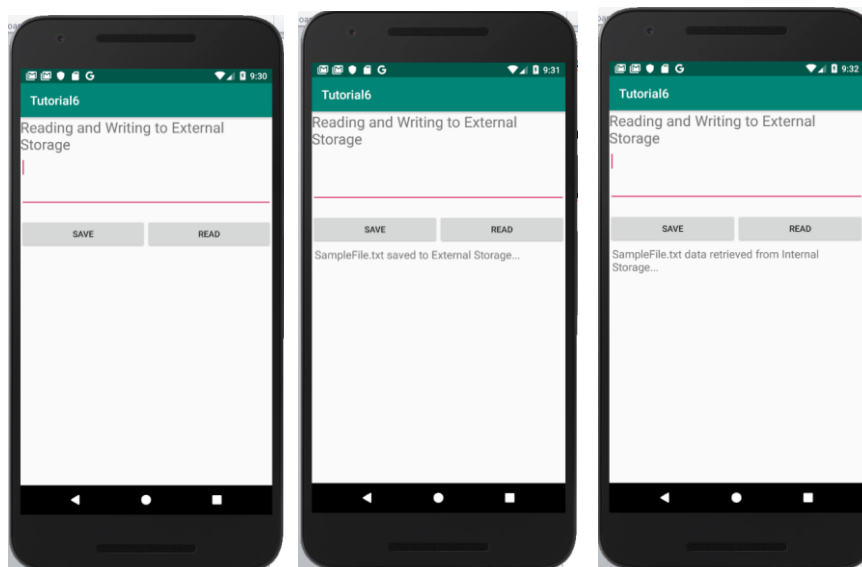 9:30
Tutorial6
Reading and Writing to External
Storage
SAVE READ
9:31
Tutorial6
Reading and Writing to External
Storage
SAVE READ
SampleFile.txt saved to External Storage...
9:32
Tutorial6
Reading and Writing to External
Storage
SAVE READ
SampleFile.txt data retrieved from Internal
Storage...